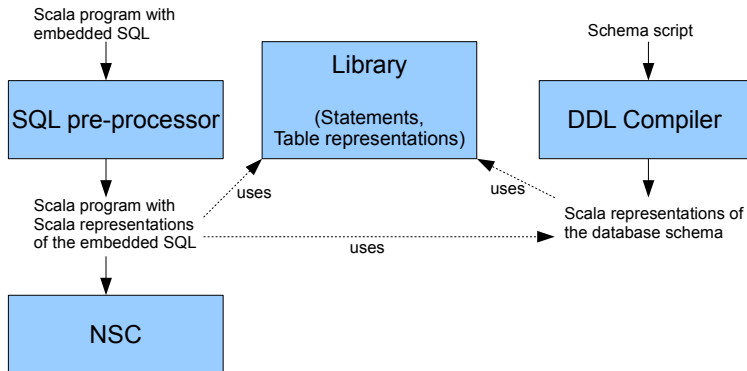 Scala program with
embedded SQL
Schema script
SQL pre-processor
Library
(Statements,
Table representations)
DDL Compiler
Scala program with
Scala representations
of the embedded SQL
uses
uses
Scala representations of
the database schema
uses
NSC